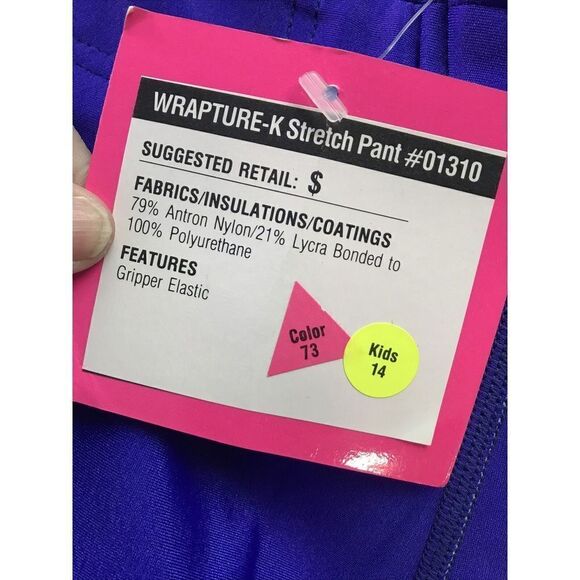 WRAPTURE-K Stretch Pant #01310
SUGGESTED RETAIL: $
FABRICS/INSULATIONS/COATINGS
79% Antron Nylon/21% Lycra Bonded to
100% Polyurethane
FEATURES
Gripper Elastic
Color
73
Kids
14